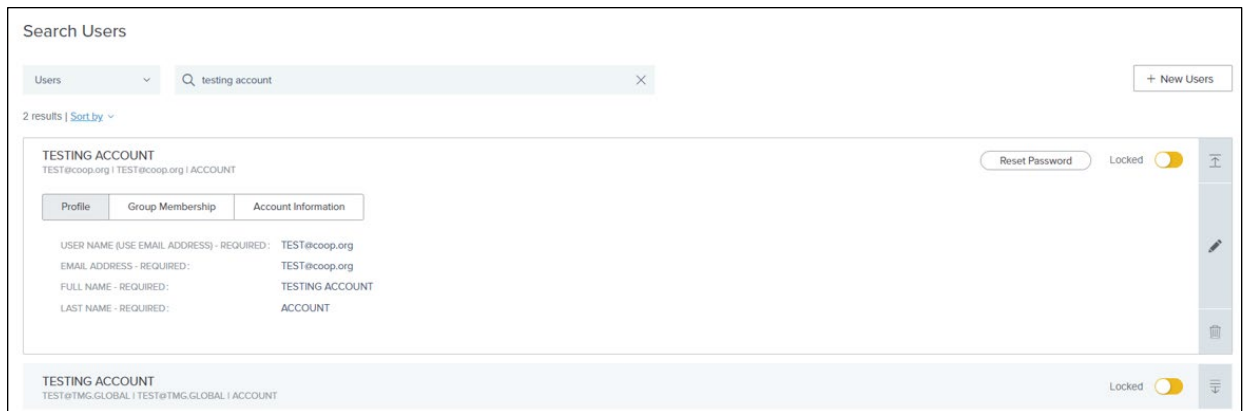 Search Users
Users
testing account
+ New Users
2 results | Sort by
TESTING ACCOUNT
TEST@coop.org | TEST@coop.org | ACCOUNT
Reset Password Locked
Profile Group Membership Account Information
USER NAME (USE EMAIL ADDRESS) - REQUIRED: TEST@coop.org
EMAIL ADDRESS - REQUIRED: TEST@coop.org
FULL NAME - REQUIRED: TESTING ACCOUNT
LAST NAME - REQUIRED: ACCOUNT
TESTING ACCOUNT
TEST@TMG.GLOBAL | TEST@TMG.GLOBAL | ACCOUNT
Locked